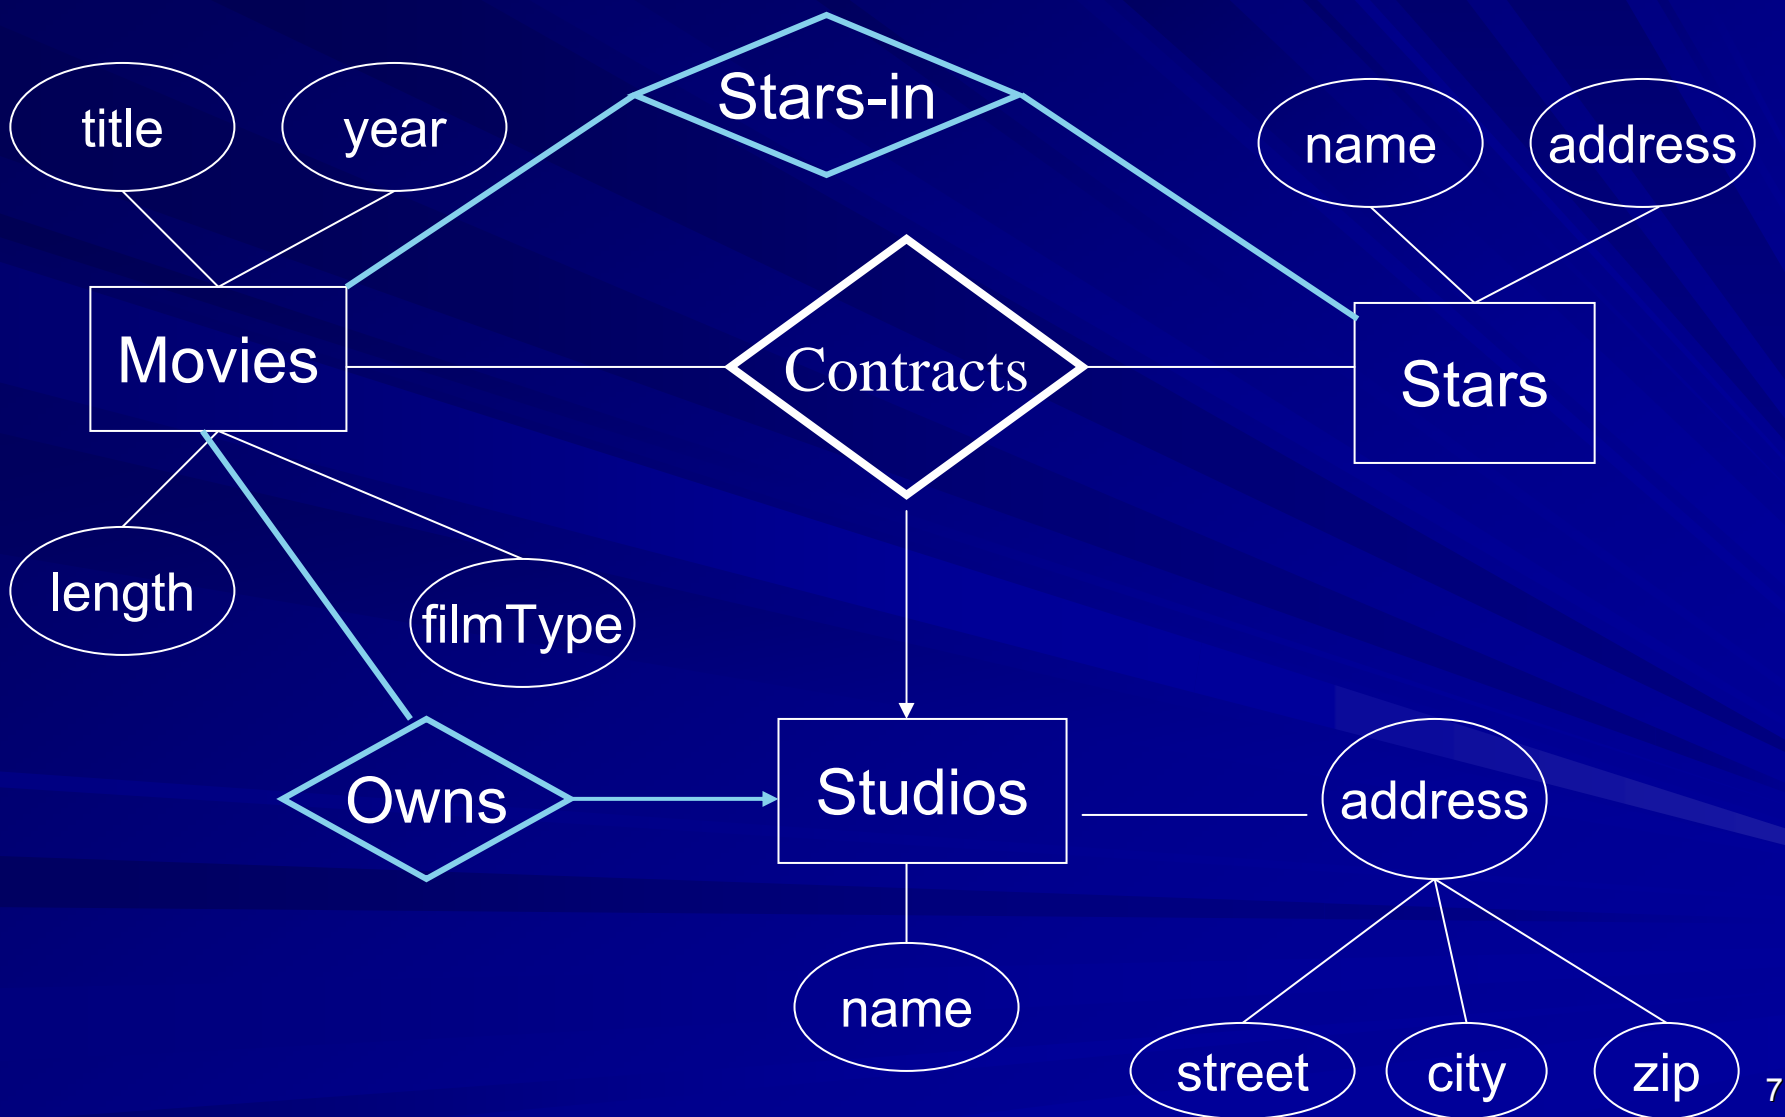 Stars-in
title
year
name
address
Movies
Contracts
Stars
length
filmType
Owns
Studios
address
name
street
city
zip
7